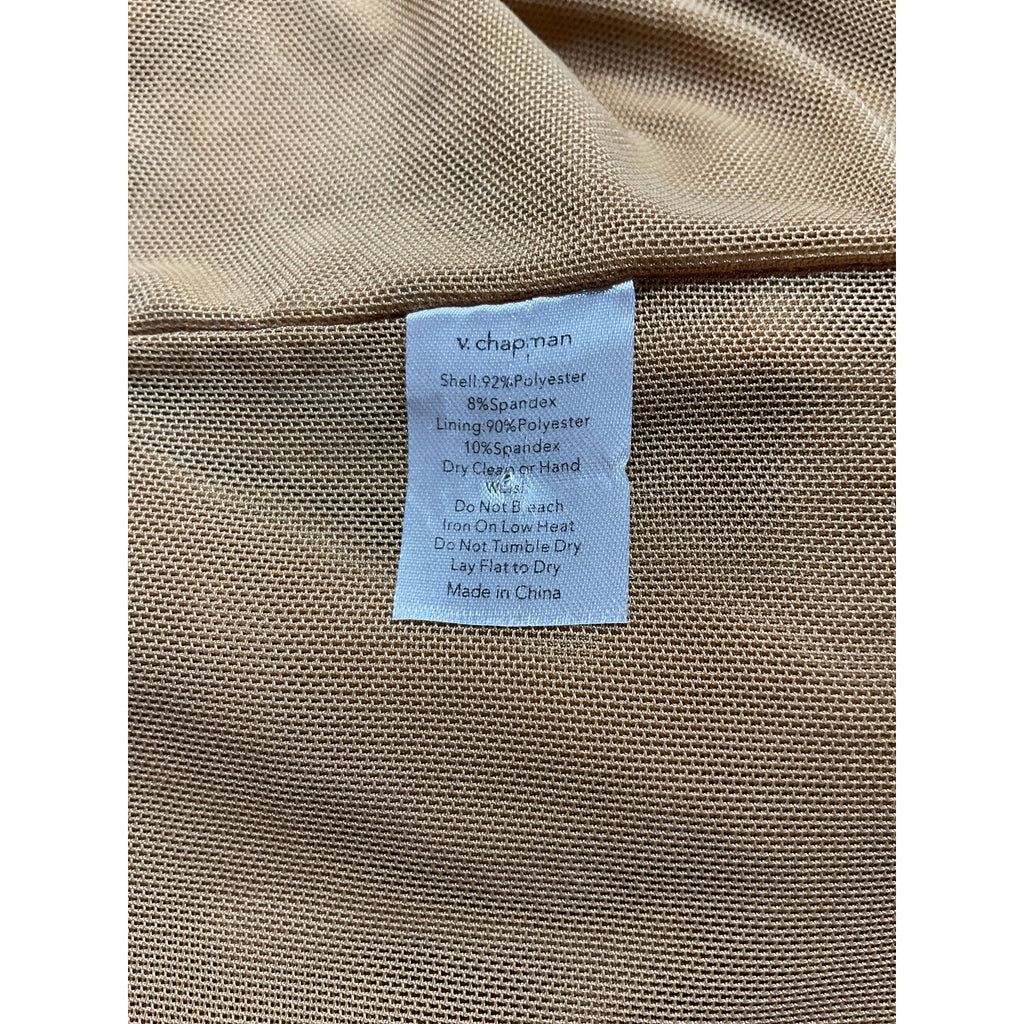 v. chapman
Shell:92%Polyester
8%Spandex
Lining:90%Polyester
10%Spandex
Dry Clean or Hand
Wash
Do Not Bleach
Iron On Low Heat
Do Not Tumble Dry
Lay Flat to Dry
Made in China